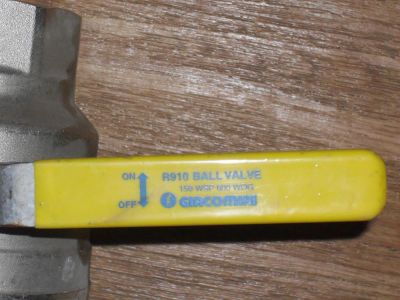 ON
OFF
R910 BALL VALVE
150 WSP 600 WOG
GIACOMINI